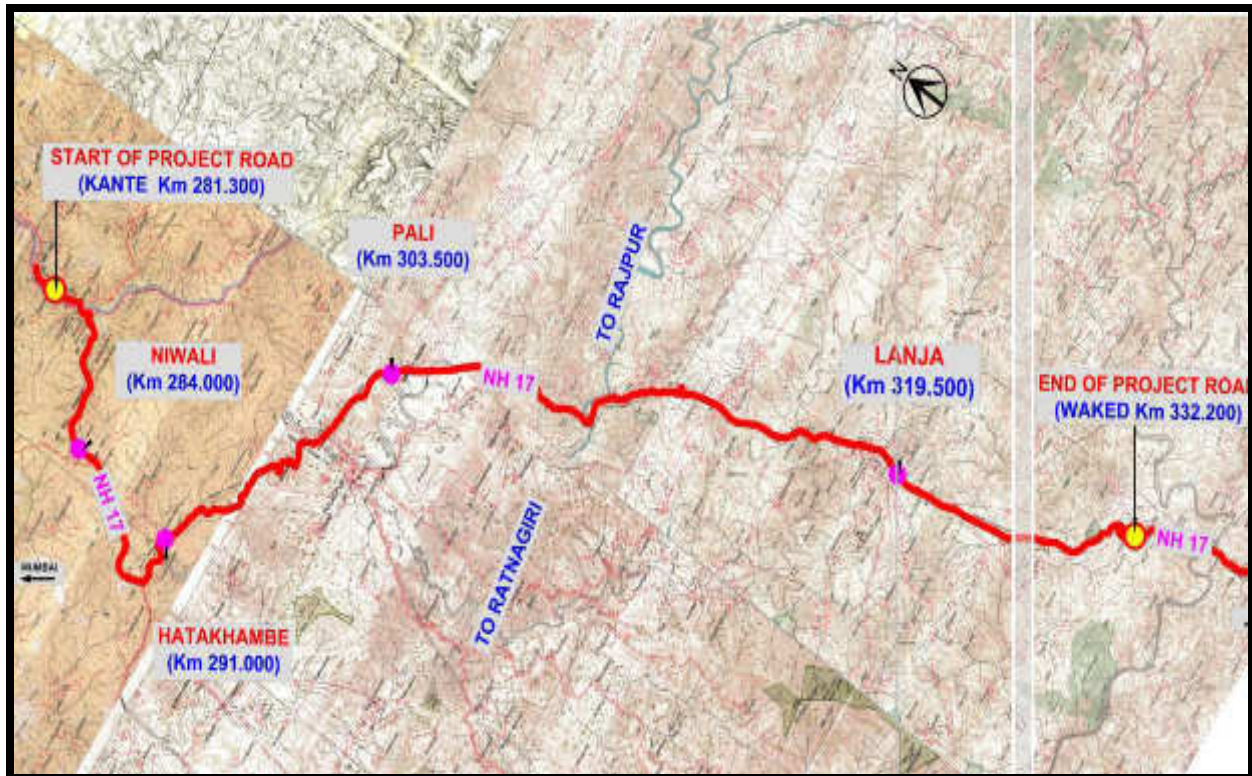 N
START OF PROJECT ROAD
(KANTE Km 281.300)
PALI
(Km 303.500)
TO RAJPUR
NIWALI
(Km 284.000)
NH 17
LANJA
(Km 319.500)
END OF PROJECT ROAD
(WAKED Km 332.200)
NH 17
NH 17
MUMBAI
TO RATNAGIRI
HATAKHAMBE
(Km 291.000)